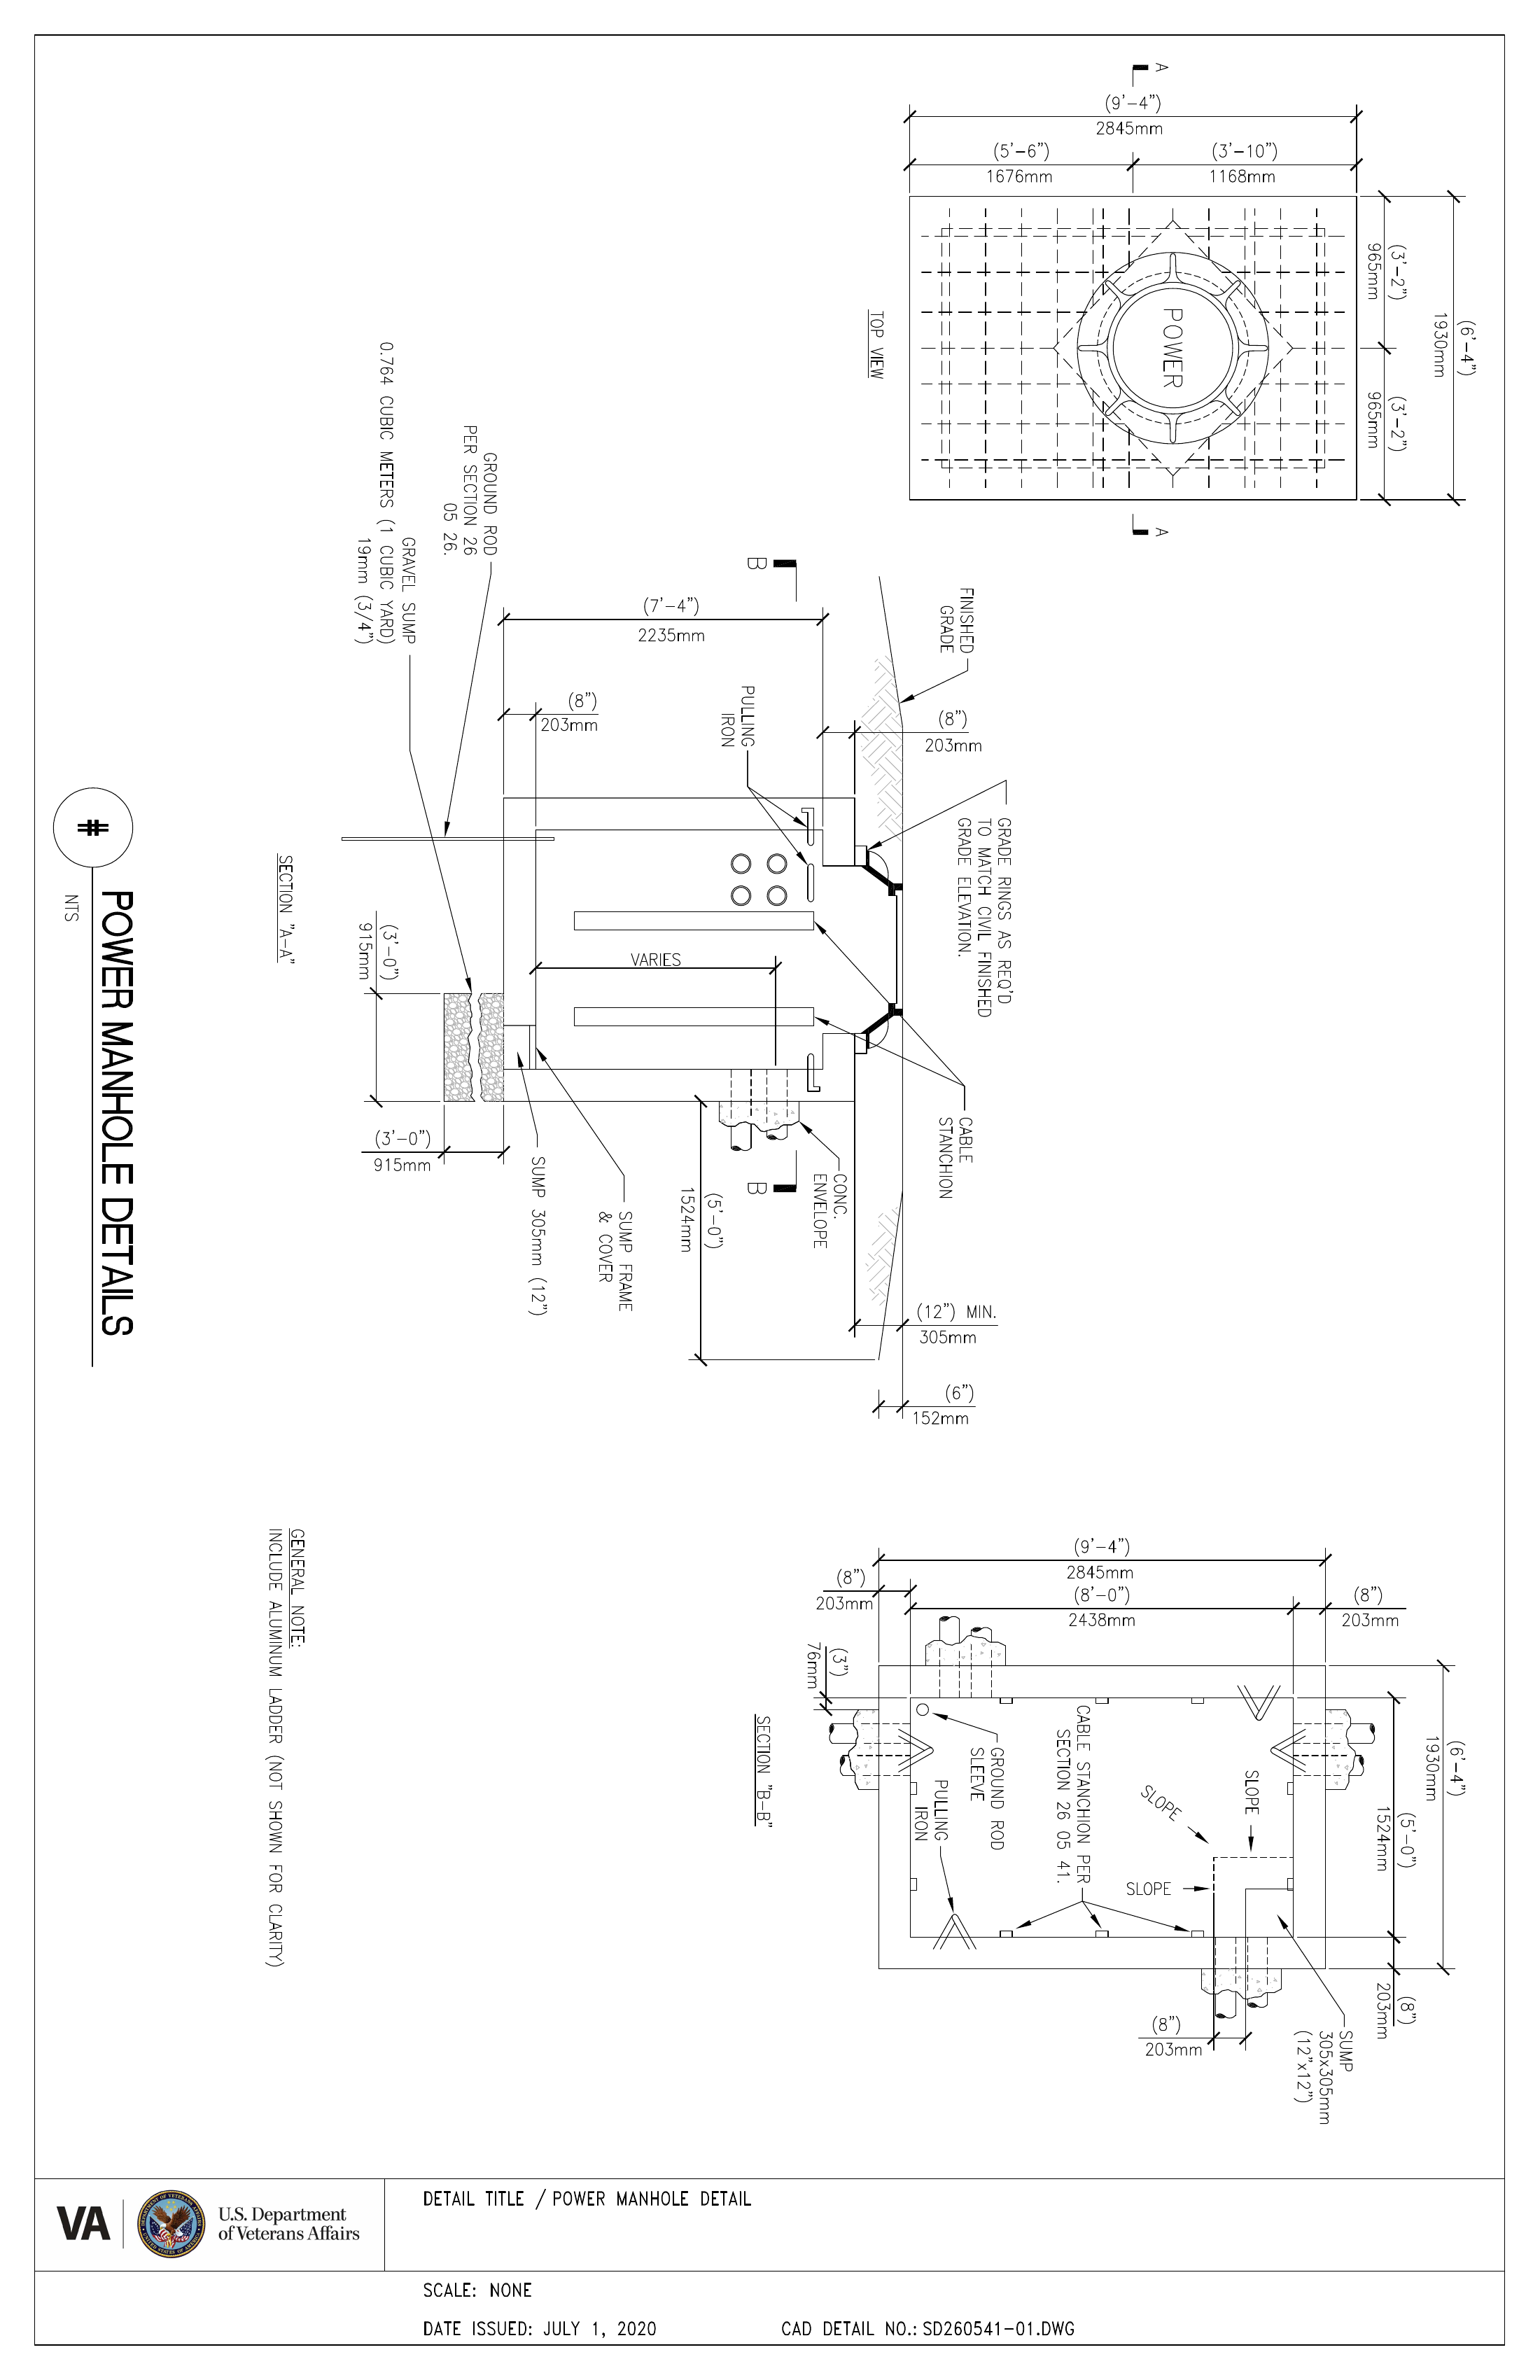 A
(9'-4")
2845mm
(5'-6")
1676mm
(3'-10")
1168mm
(3'-2")
965mm
(3'-2")
965mm
(6'-4")
1930mm
POWER
TOP VIEW
A
FINISHED
GRADE
B
(7'-4")
2235mm
(8")
203mm
(8")
203mm
PULLING
IRON
GROUND ROD
PER SECTION 26
05 26.
GRAVEL SUMP
0.764 CUBIC METERS (1 CUBIC YARD)
19mm (3/4")
GRADE RINGS AS REQ'D
TO MATCH CIVIL FINISHED
GRADE ELEVATION.
VARIES
CABLE
STANCHION
CONC.
ENVELOPE
B
(5'-0")
1524mm
SUMP FRAME
& COVER
SUMP 305mm (12")
(3'-0")
915mm
(3'-0")
915mm
(12") MIN.
305mm
(6")
152mm
SECTION "A-A"
#
POWER MANHOLE DETAILS
NTS
(9'-4")
2845mm
(8")
203mm
(8'-0")
2438mm
(8")
203mm
(3")
76mm
(6'-4")
1930mm
(5'-0")
1524mm
(8")
203mm
GROUND ROD
SLEEVE
CABLE STANCHION PER
SECTION 26 05 41.
PULLING
IRON
SLOPE
SLOPE
SLOPE
SUMP
305x305mm
(12"x12")
(8")
203mm
SECTION "B-B"
GENERAL NOTE:
INCLUDE ALUMINUM LADDER (NOT SHOWN FOR CLARITY)
VA
U.S. Department
of Veterans Affairs
DETAIL TITLE / POWER MANHOLE DETAIL
SCALE: NONE
DATE ISSUED: JULY 1, 2020
CAD DETAIL NO.: SD260541-01.DWG